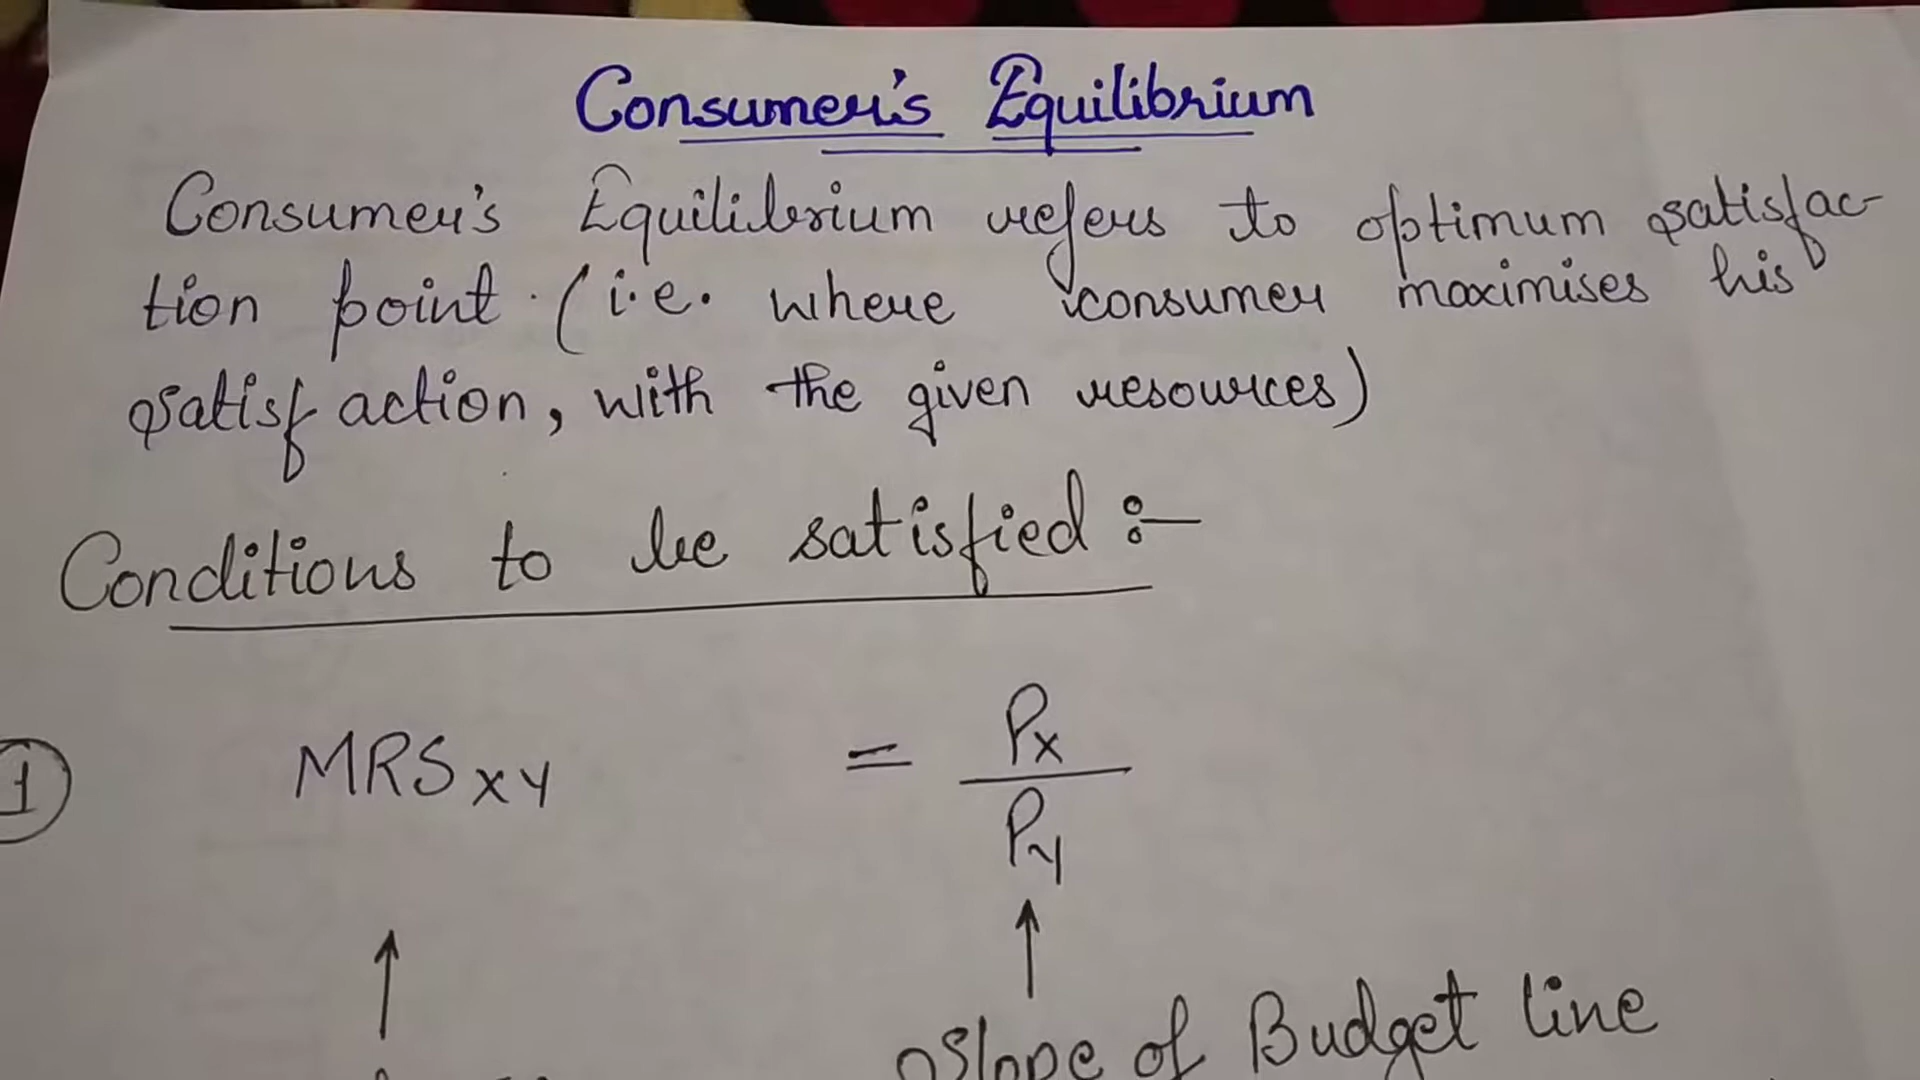 Consumer's Equilibrium
Consumer's Equilibrium refers to optimum satisfac-
tion point. (i.e. where consumer maximises his
satisfaction, with the given resources)
Conditions to be satisfied :-
1 MRSxy = Px
Py
↑ ↑
Slope of Budget line